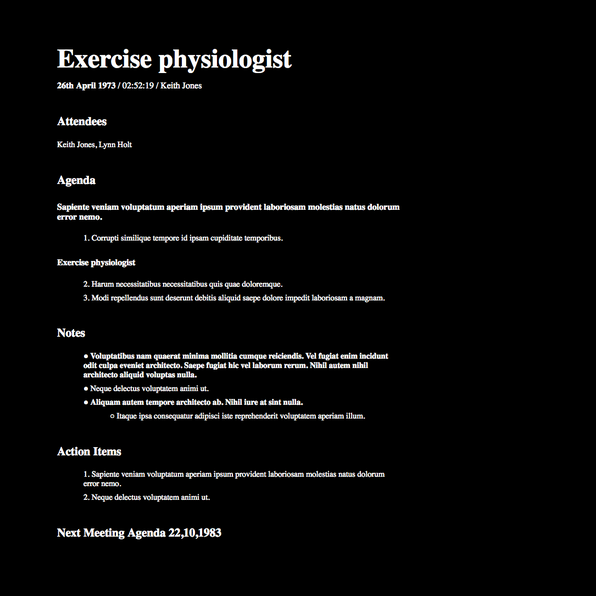 Exercise physiologist
26th April 1973 / 02:52:19 / Keith Jones
Attendees
Keith Jones, Lynn Holt
Agenda
Sapiente veniam voluptatum aperiam ipsum provident laboriosam molestias natus dolorum
error nemo.
1. Corrupti similique tempore id ipsam cupiditate temporibus.
Exercise physiologist
2. Harum necessitatibus necessitatibus quis quae doloremque.
3. Modi repellendus sunt deserunt debitis aliquid saepe dolore impedit laboriosam a magnam.
Notes
● Voluptatibus nam quaerat minima mollitia cumque reiciendis. Vel fugiat enim incidunt
odit culpa eveniet architecto. Saepe fugiat hic vel laborum rerum. Nihil autem nihil
architecto aliquid voluptas nulla.
● Neque delectus voluptatem animi ut.
● Aliquam autem tempore architecto ab. Nihil iure at sint nulla.
○ Itaque ipsa consequatur adipisci iste reprehenderit voluptatem aperiam illum.
Action Items
1. Sapiente veniam voluptatum aperiam ipsum provident laboriosam molestias natus dolorum
error nemo.
2. Neque delectus voluptatem animi ut.
Next Meeting Agenda 22,10,1983